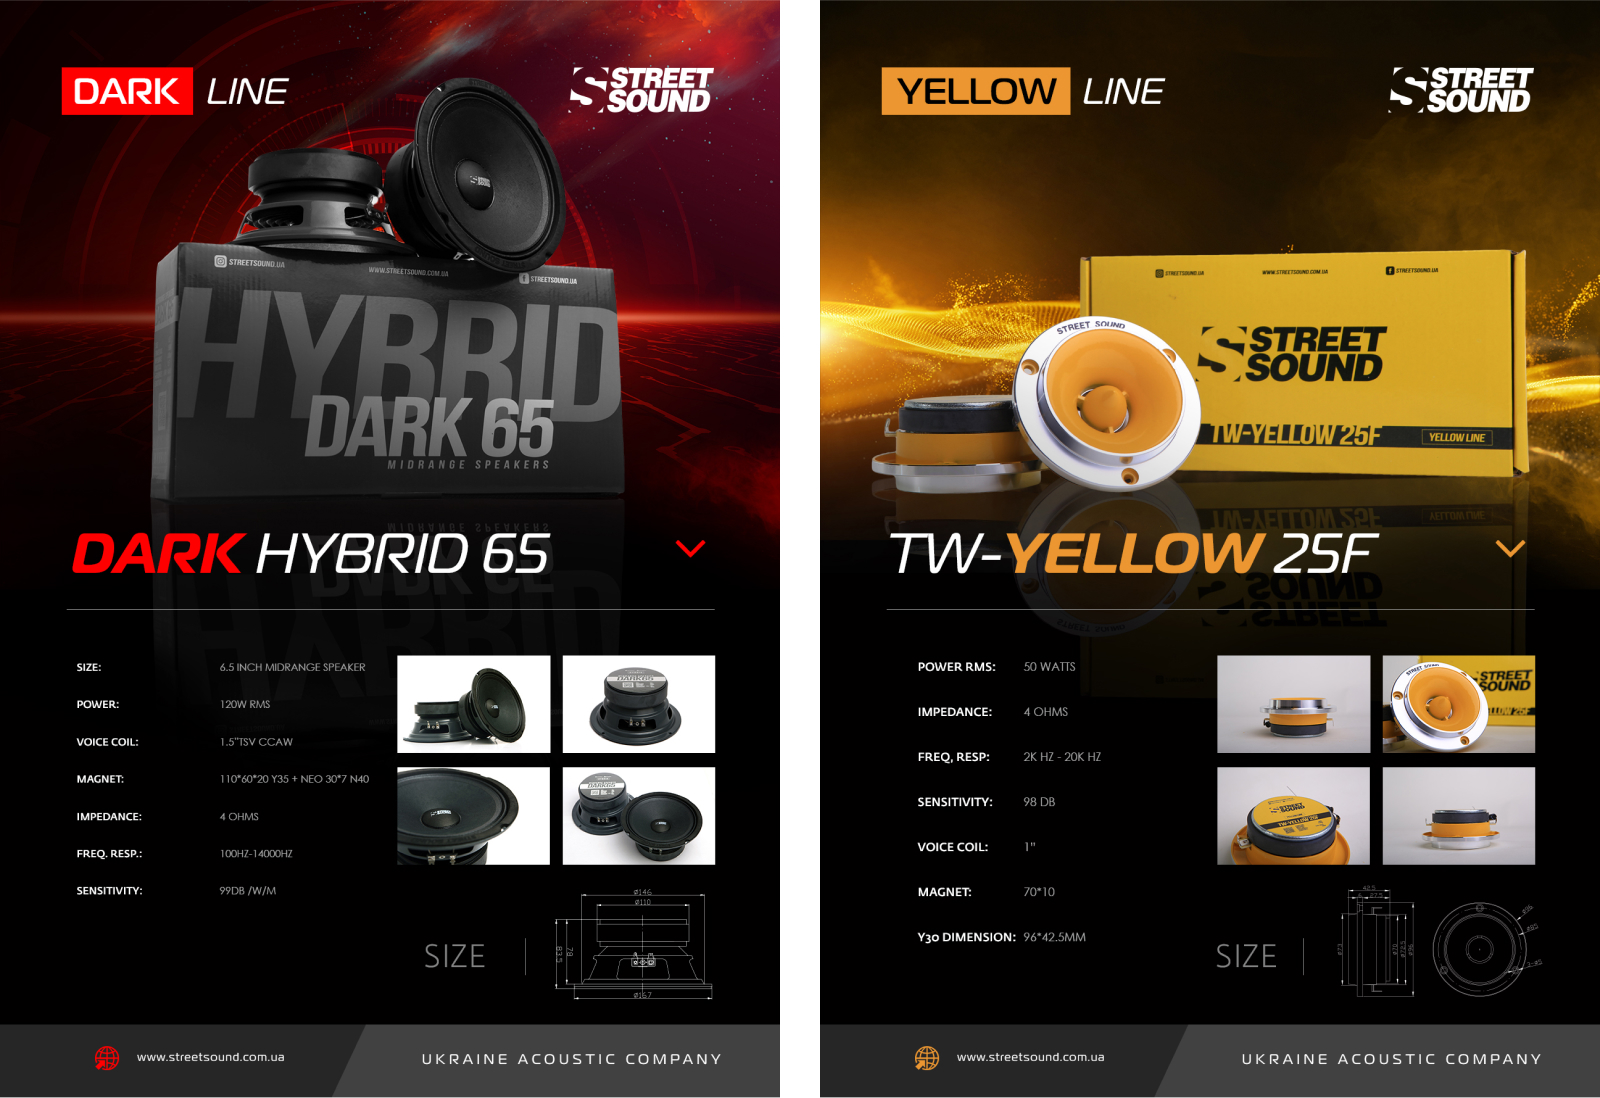 DARK LINE
STREET
SOUND
STREETSOUND.UA
WWW.STREETSOUND.COM.UA
STREETSOUND.UA
HYBRID
DARK 65
MIDRANGE SPEAKERS
DARK HYBRID 65
SIZE: 6.5 INCH MIDRANGE SPEAKER
POWER: 120W RMS
VOICE COIL: 1.5"TSV CCAW
MAGNET: 110*60*20 Y35 + NEO 30*7 N40
IMPEDANCE: 4 OHMS
FREQ. RESP.: 100HZ-14000HZ
SENSITIVITY: 99DB /W/M
SIZE
Ø146
Ø110
83.5
78
Ø167
www.streetsound.com.ua
UKRAINE ACOUSTIC COMPANY
YELLOW LINE
STREET
SOUND
STREETSOUND.UA
WWW.STREETSOUND.COM.UA
STREETSOUND.UA
STREET SOUND
STREET
SOUND
TW-YELLOW 25F
YELLOW LINE
TW-YELLOW 25F
POWER RMS: 50 WATTS
IMPEDANCE: 4 OHMS
FREQ, RESP: 2K HZ - 20K HZ
SENSITIVITY: 98 DB
VOICE COIL: 1"
MAGNET: 70*10
Y30 DIMENSION: 96*42.5MM
SIZE
42.5
27.5
www.streetsound.com.ua
UKRAINE ACOUSTIC COMPANY